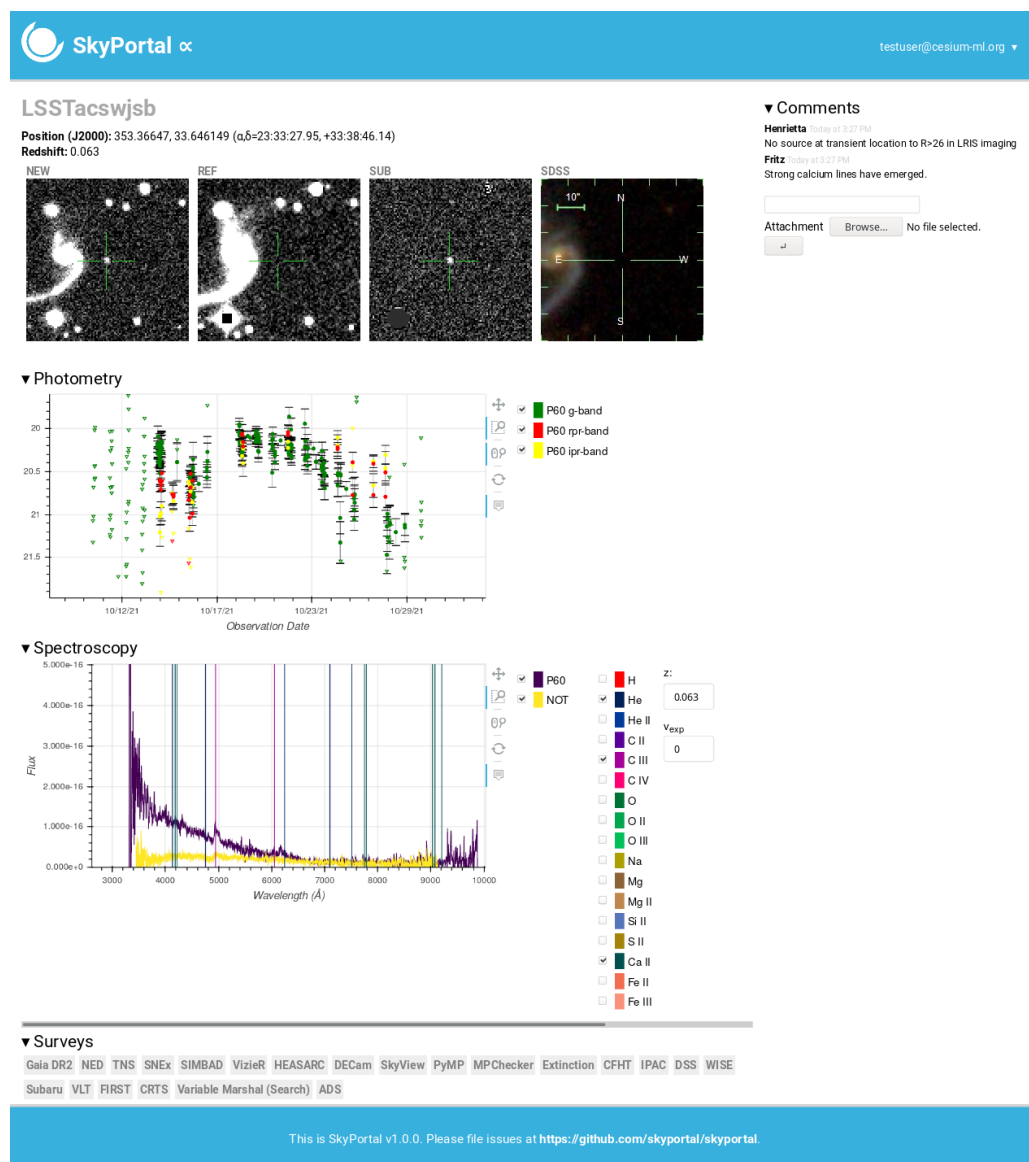 SkyPortal ∝
testuser@cesium-ml.org ▾
LSSTacswjsb
Position (J2000): 353.36647, 33.646149 (α,δ=23:33:27.95, +33:38:46.14)
Redshift: 0.063
NEW
REF
SUB
SDSS
10"
N
E
W
S
▾ Photometry
20
20.5
21
21.5
10/12/21
10/17/21
10/23/21
10/29/21
Observation Date
P60 g-band
P60 rpr-band
P60 ipr-band
▾ Spectroscopy
5.000e-16
4.000e-16
3.000e-16
2.000e-16
1.000e-16
0.000e+0
Flux
3000
4000
5000
6000
7000
8000
9000
10000
Wavelength (Å)
P60
NOT
H
He
He II
C II
C III
C IV
O
O II
O III
Na
Mg
Mg II
Si II
S II
Ca II
Fe II
Fe III
z:
0.063
vexp
0
▾ Surveys
Gaia DR2 NED TNS SNEx SIMBAD VizieR HEASARC DECam SkyView PyMP MPChecker Extinction CFHT IPAC DSS WISE
Subaru VLT FIRST CRTS Variable Marshal (Search) ADS
▾ Comments
Henrietta Today at 3:27 PM
No source at transient location to R>26 in LRIS imaging
Fritz Today at 3:27 PM
Strong calcium lines have emerged.
Attachment Browse... No file selected.
↵
This is SkyPortal v1.0.0. Please file issues at https://github.com/skyportal/skyportal.